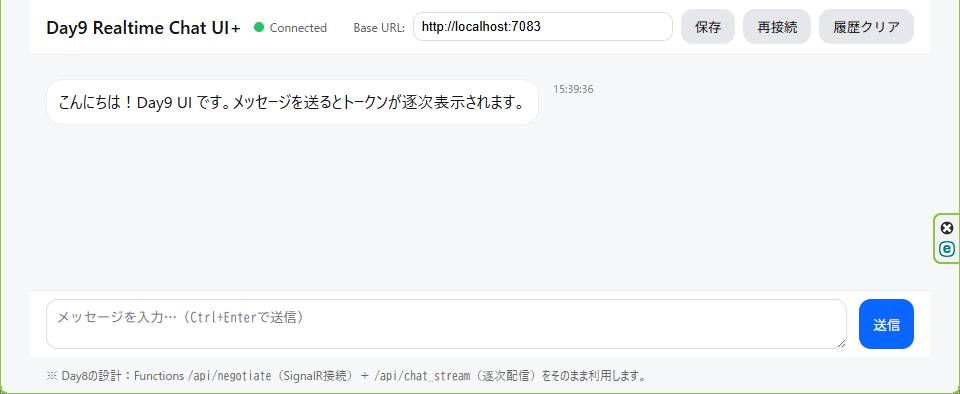 Day9 Realtime Chat UI+ Connected Base URL: http://localhost:7083 保存 再接続 履歴クリア
こんにちは！Day9 UI です。メッセージを送るとトークンが逐次表示されます。 15:39:36
メッセージを入力…（Ctrl+Enterで送信） 送信
※ Day8の設計：Functions /api/negotiate（SignalR接続）＋ /api/chat_stream（逐次配信）をそのまま利用します。